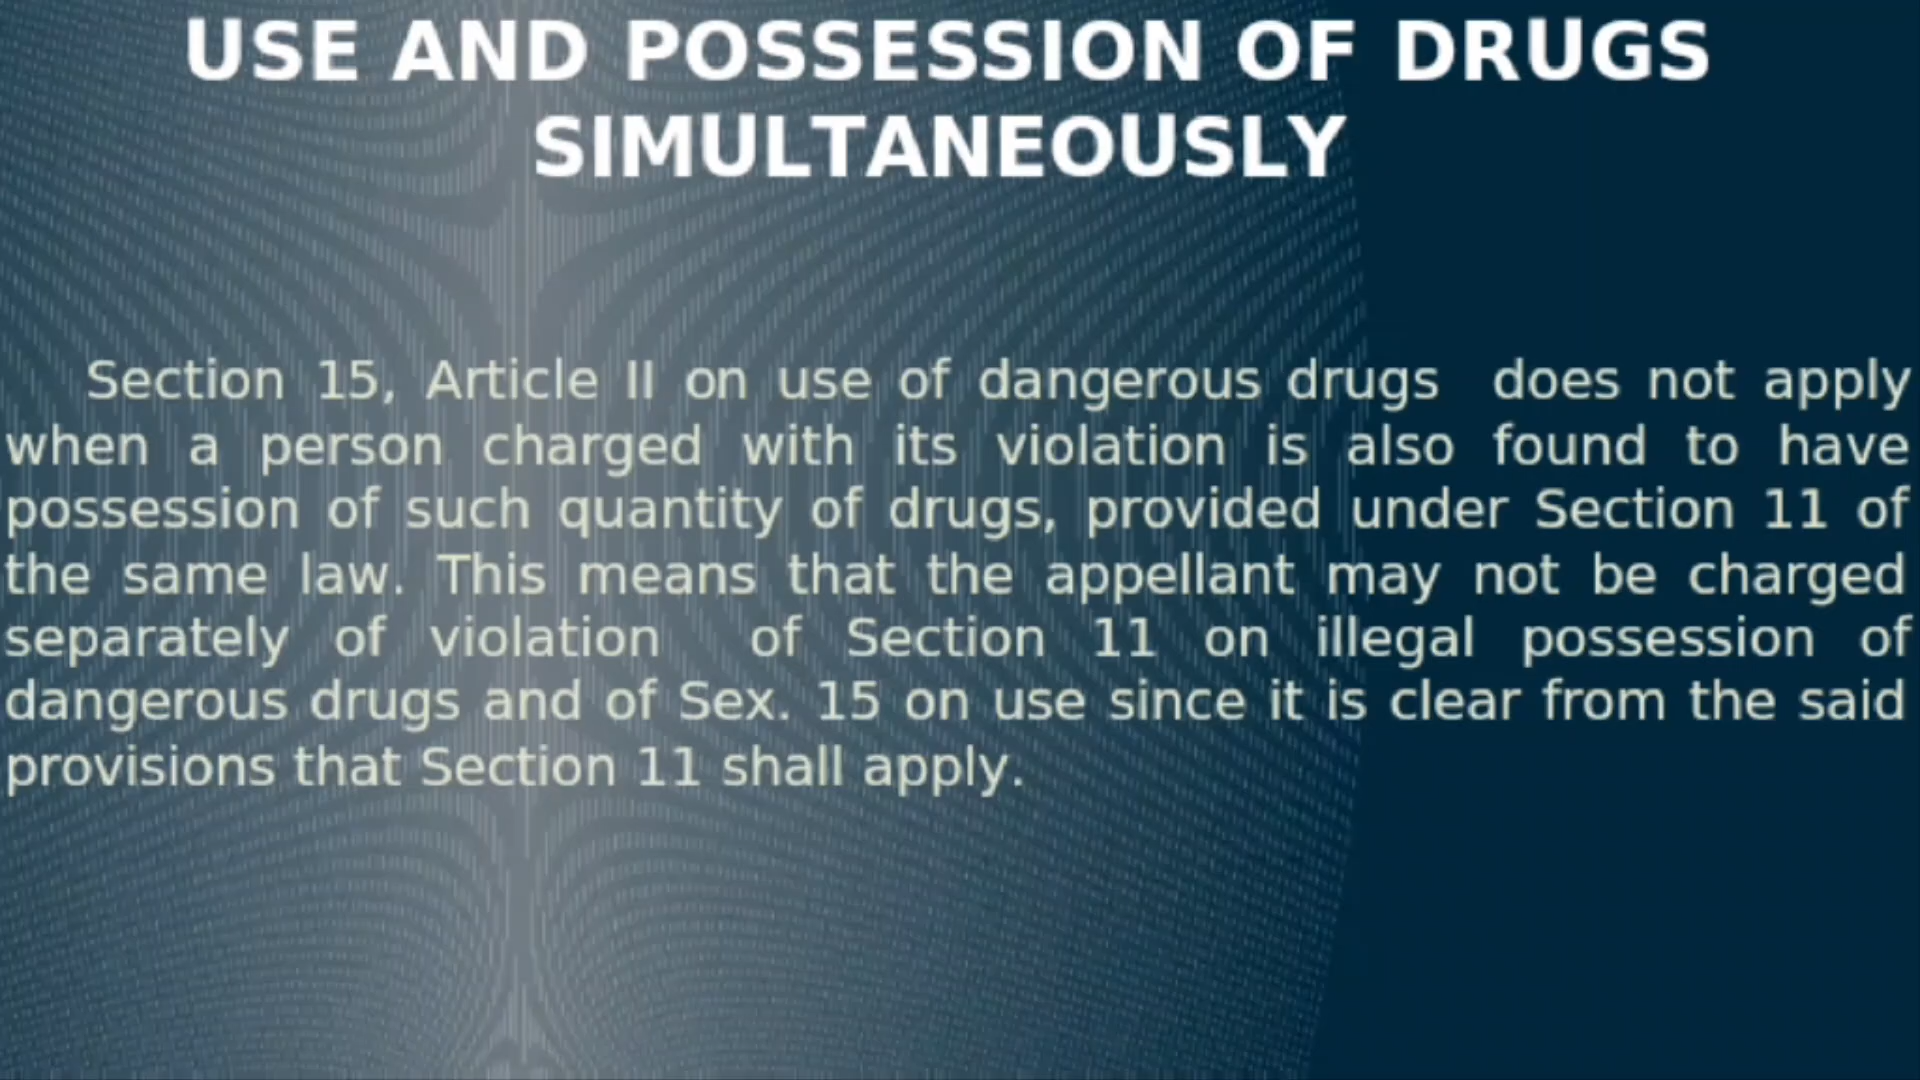 USE AND POSSESSION OF DRUGS
SIMULTANEOUSLY
Section 15, Article II on use of dangerous drugs does not apply
when a person charged with its violation is also found to have
possession of such quantity of drugs, provided under Section 11 of
the same law. This means that the appellant may not be charged
separately of violation of Section 11 on illegal possession of
dangerous drugs and of Sex. 15 on use since it is clear from the said
provisions that Section 11 shall apply.